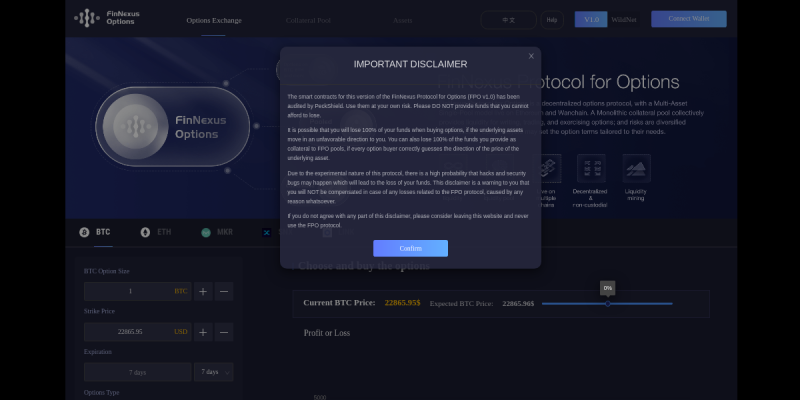 FinNexus
Options
Options Exchange
Collateral Pool
Assets
中文
Help
V1.0
WebNet
Connect Wallet
X
IMPORTANT DISCLAIMER
The smart contracts for this version of the FinNexus Protocol for Options (FPO v1.0) has been
audited by PeckShield. Use them at your own risk. Please DO NOT provide funds that you cannot
afford to lose.
It is possible that you will lose 100% of your funds when buying options, if the underlying assets
move in an unfavorable direction to you. You can also lose 100% of the funds you provide as
collateral to FPO pools, if every option buyer correctly guesses the direction of the price of the
underlying asset.
Due to the experimental nature of this protocol, there is a high probability that hacks and security
bugs may happen which will lead to the loss of your funds. This disclaimer is a warning to you that
you will NOT be compensated in case of any losses related to the FPO protocol, caused by any
reason whatsoever.
If you do not agree with any part of this disclaimer, please consider leaving this website and never
use the FPO protocol.
Confirm
FinNexus
Options
Protocol for Options
decentralized options protocol, with a Multi-Asset
and Wanchain. A Monolithic collateral pool collectively
and exercising options; and risks are diversified
the option terms tailored to their needs.
Decentralized
&
non-custodial
Liquidity
mining
BTC
ETH
MKR
BTC Option Size
1
BTC
+
—
Strike Price
22865.95
USD
+
—
Expiration
7 days
7 days
Options Type
Choose and buy the options
Current BTC Price:
22865.95$
Expected BTC Price:
22865.96$
0%
Profit or Loss